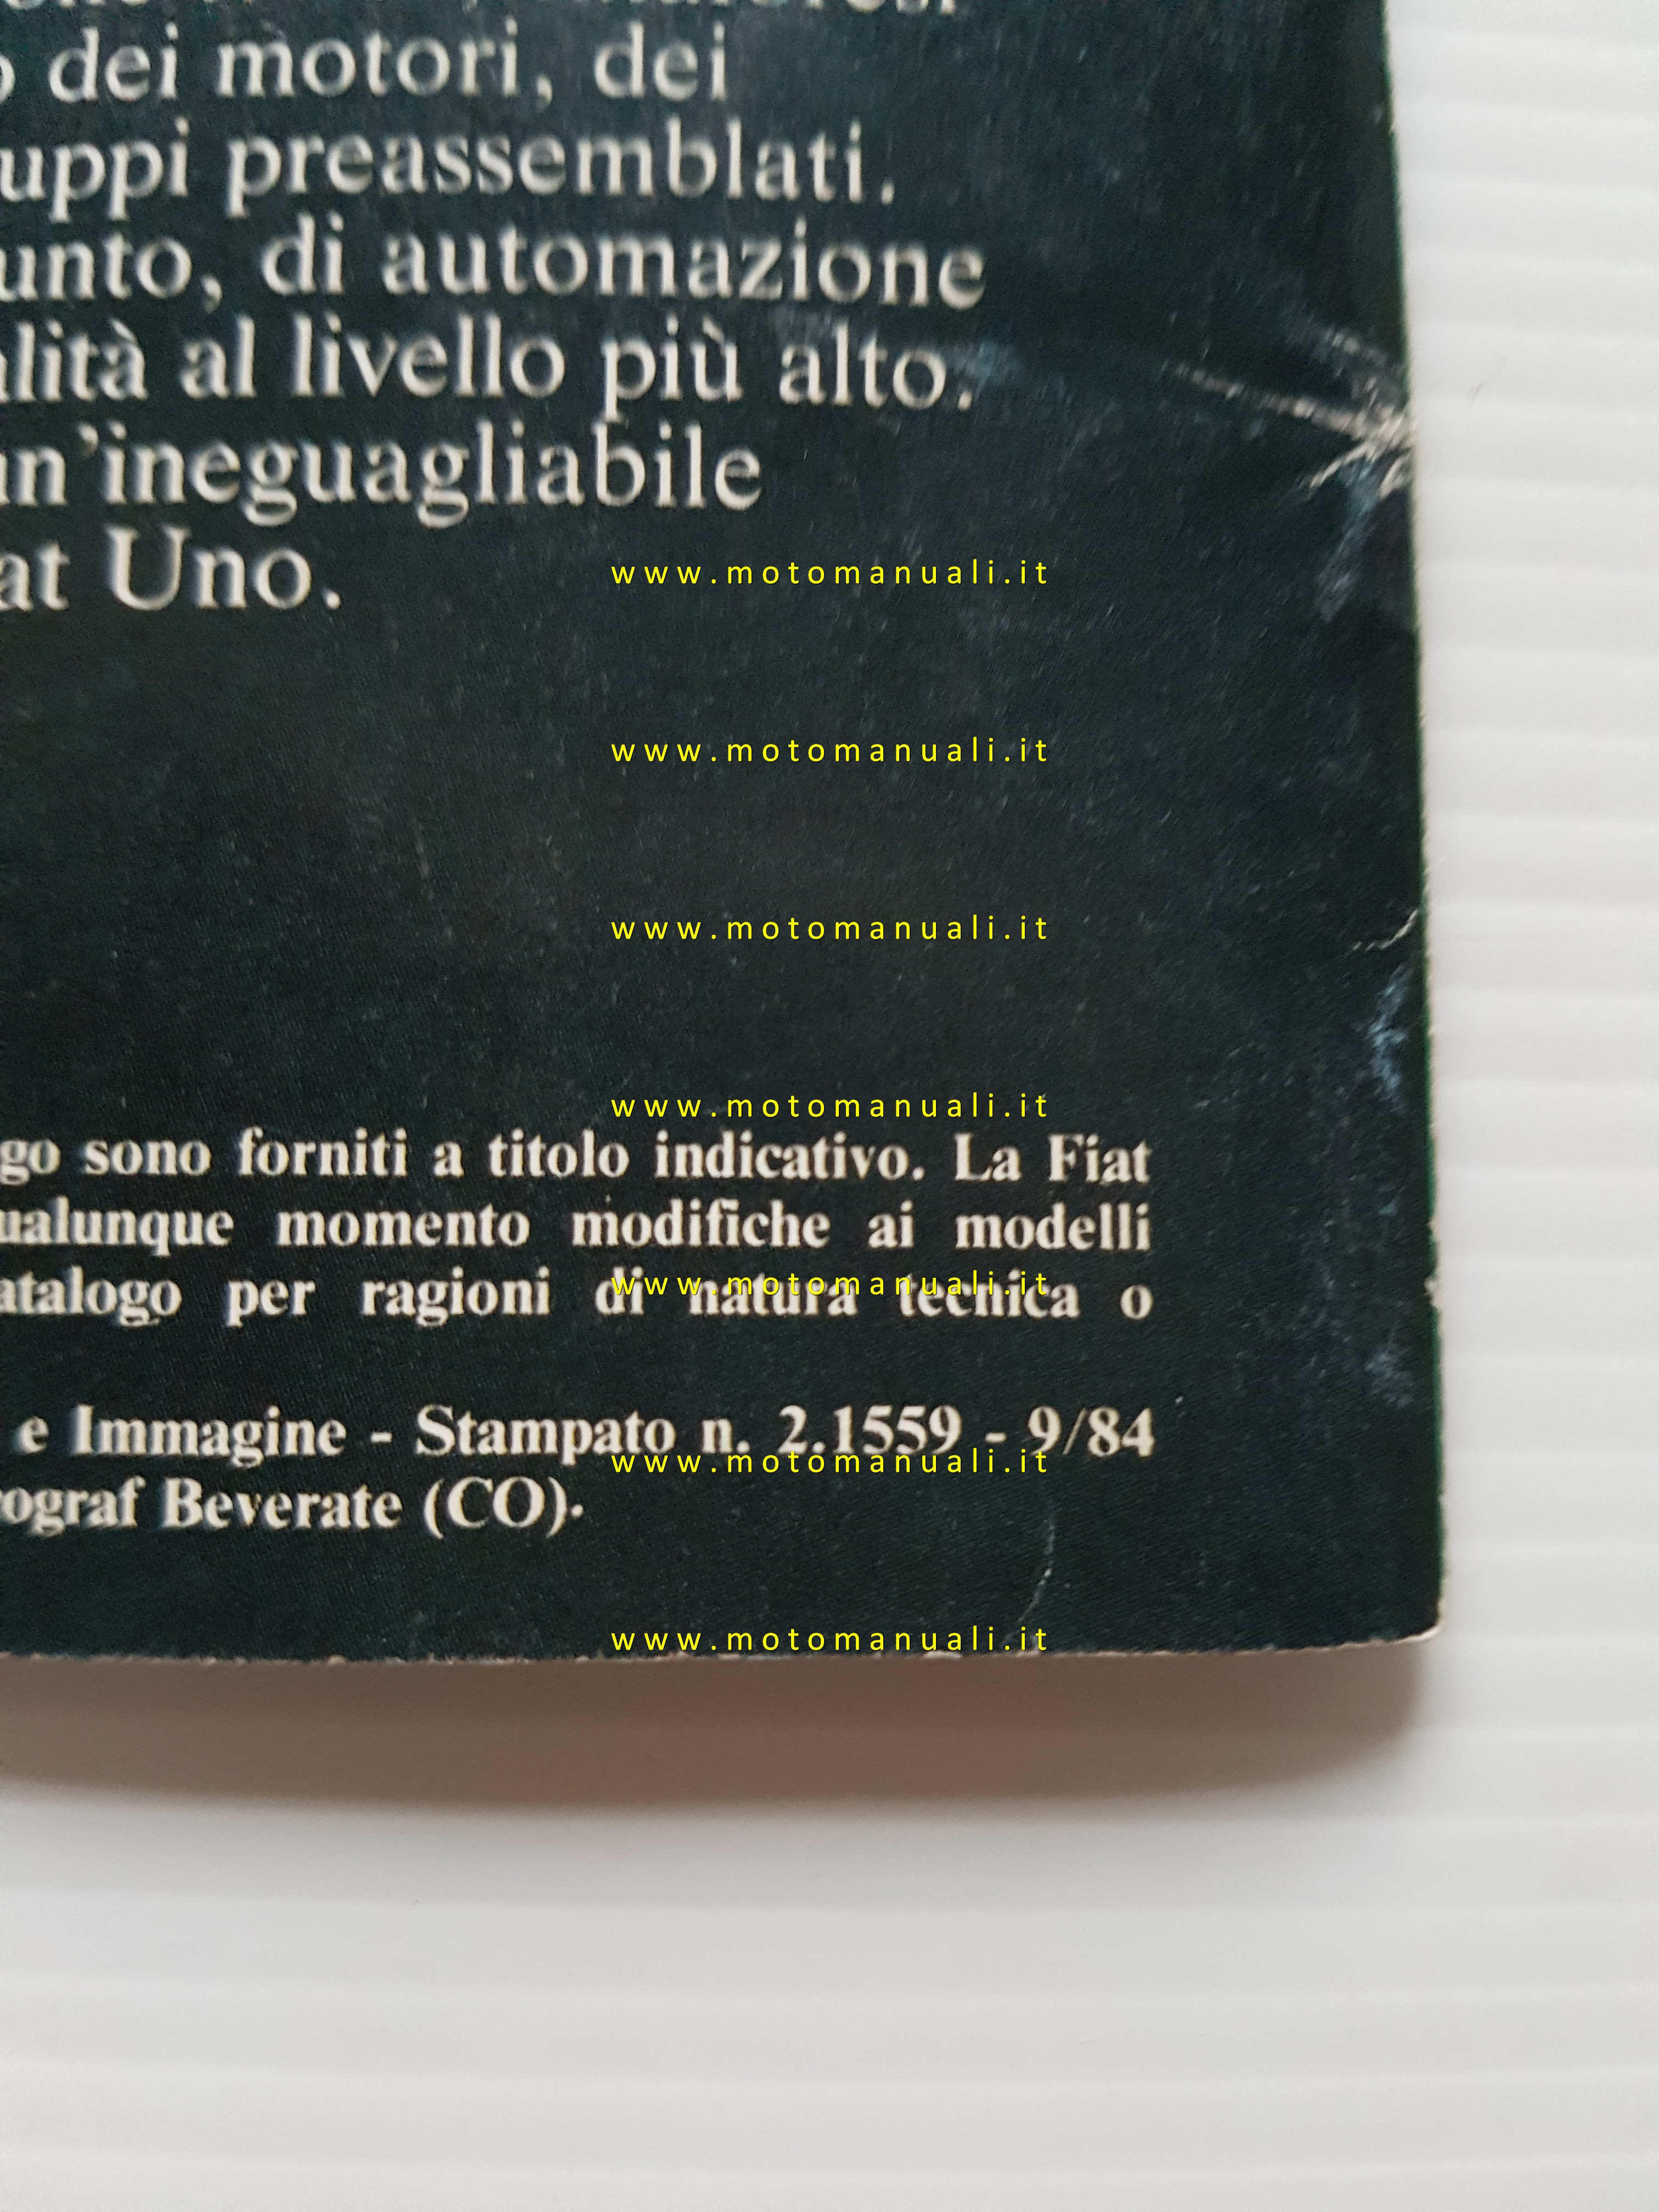 dei motori, dei
uppi preassemblati.
unto, di automazione
lità al livello più alto.
un'ineguagliabile
at Uno.
www.motomanuali.it
www.motomanuali.it
www.motomanuali.it
www.motomanuali.it
go sono forniti a titolo indicativo. La Fiat
ualunque momento modifiche ai modelli
atalogo per ragioni di natura tecnica o
www.motomanuali.it
e Immagine - Stampato n. 2.1559 - 9/84
www.motomanuali.it
ograf Beverate (CO).
www.motomanuali.it